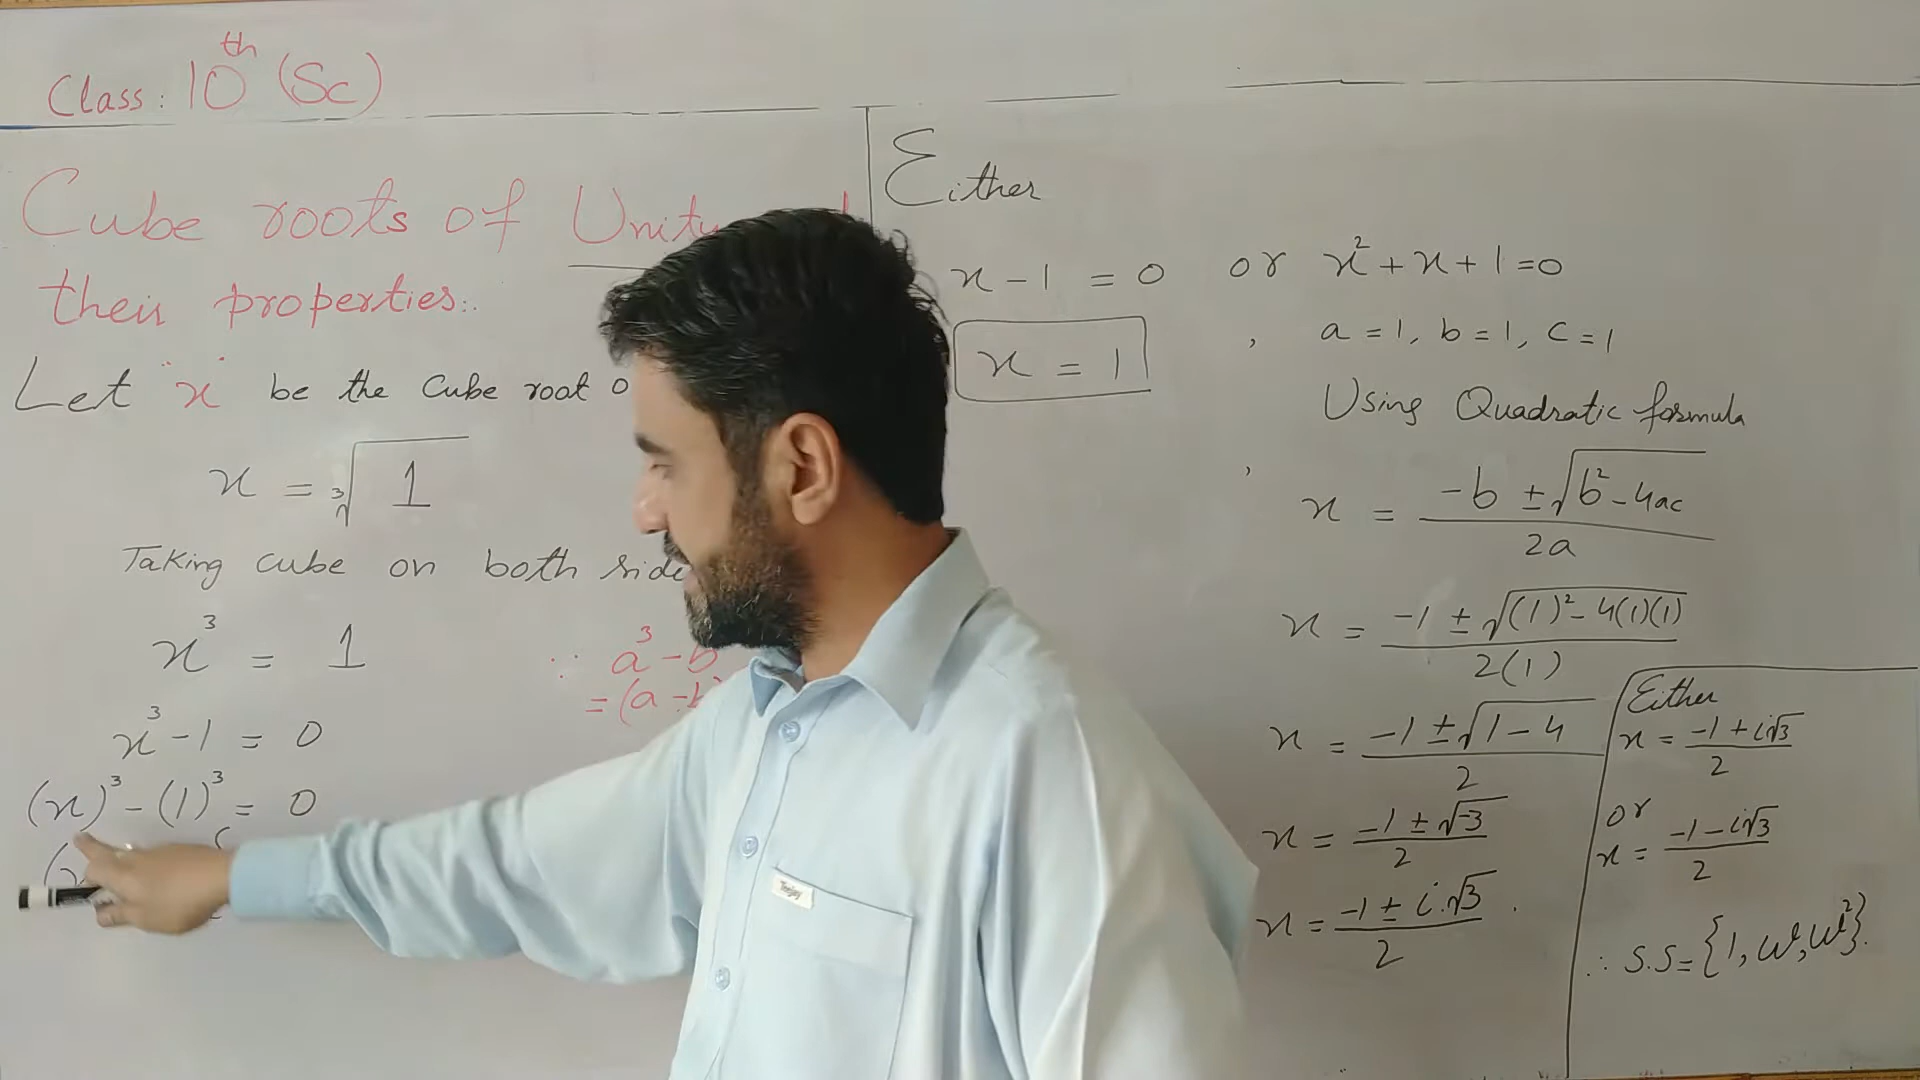 Class: 10th (Sc)
Cube roots of Unity
their properties:.
Let "x" be the Cube root
x = ∛1
Taking cube on both side
x³ = 1
∴ a³ - b
= (a - b)
x³ - 1 = 0
(x)³ - (1)³ = 0
Either
x - 1 = 0 or x² + x + 1 = 0
x = 1 , a = 1, b = 1, c = 1
Using Quadratic formula
, x = (-b ± √(b² - 4ac)) / 2a
x = (-1 ± √((1)² - 4(1)(1))) / 2(1)
x = (-1 ± √(1 - 4)) / 2
x = (-1 ± √-3) / 2
x = (-1 ± i.√3) / 2 .
Either
x = (-1 + i√3) / 2
or
x = (-1 - i√3) / 2
∴ S.S = {1, ω, ω²}.
Teejay